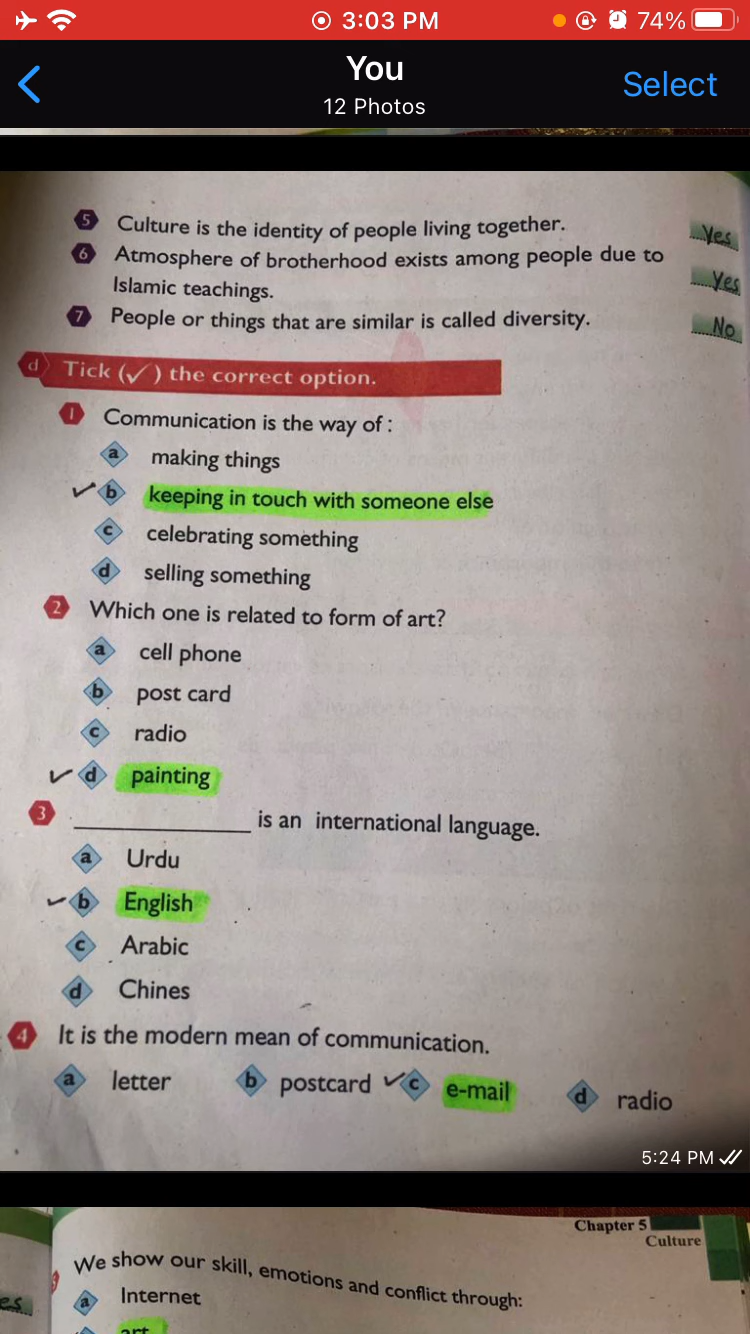 3:03 PM
74%
You
12 Photos
Select
5 Culture is the identity of people living together. Yes
6 Atmosphere of brotherhood exists among people due to
Islamic teachings. Yes
7 People or things that are similar is called diversity. No
d Tick (✓) the correct option.
1 Communication is the way of :
a making things
✓ b keeping in touch with someone else
c celebrating something
d selling something
2 Which one is related to form of art?
a cell phone
b post card
c radio
✓ d painting
3 ____________ is an international language.
a Urdu
✓ b English
c Arabic
d Chines
4 It is the modern mean of communication.
a letter b postcard ✓ c e-mail d radio
5:24 PM
Chapter 5
Culture
We show our skill, emotions and conflict through:
a Internet
art